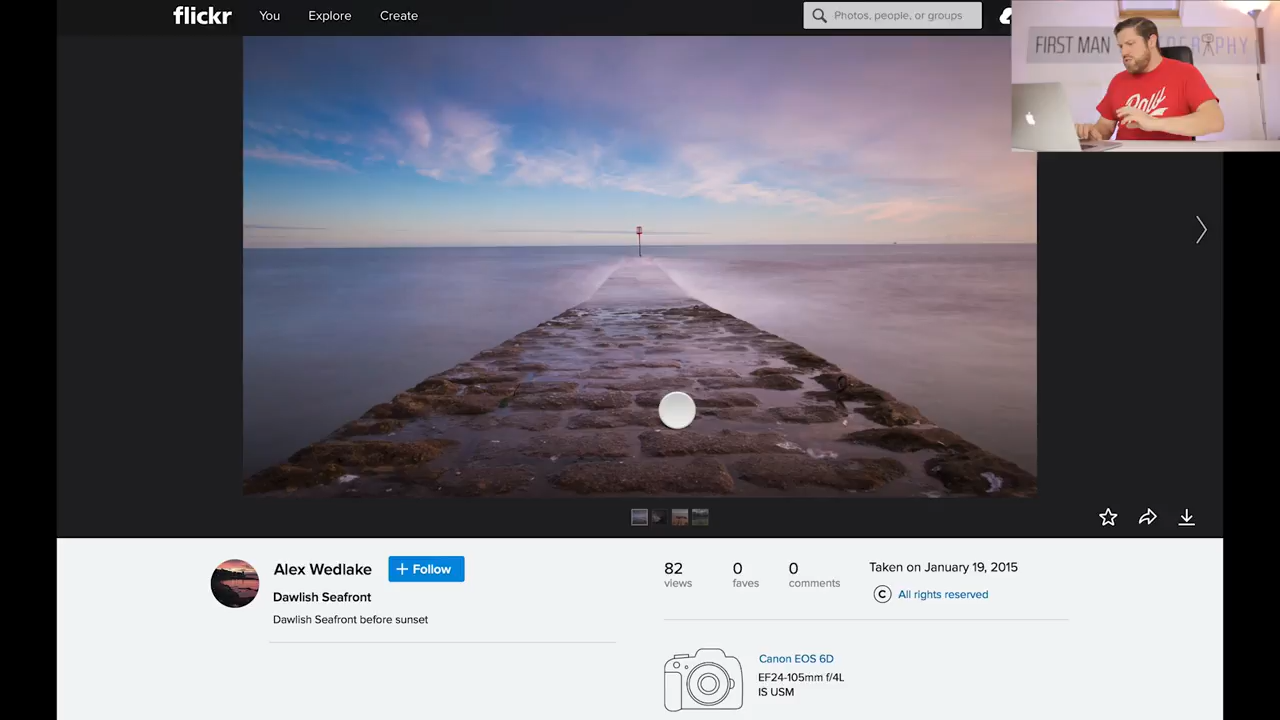 flickr You Explore Create
Photos, people, or groups
FIRST MAN
Alex Wedlake
+ Follow
Dawlish Seafront
Dawlish Seafront before sunset
82
views
0
faves
0
comments
Taken on January 19, 2015
All rights reserved
Canon EOS 6D
EF24-105mm f/4L
IS USM